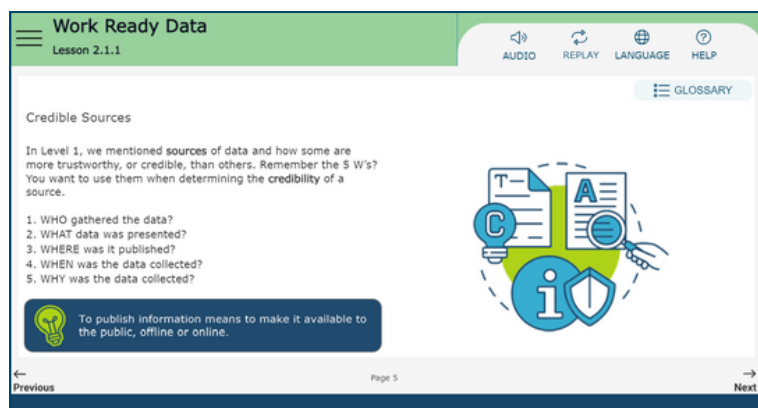 Work Ready Data
Lesson 2.1.1
AUDIO
REPLAY
LANGUAGE
HELP
GLOSSARY
Credible Sources
In Level 1, we mentioned sources of data and how some are
more trustworthy, or credible, than others. Remember the 5 W's?
You want to use them when determining the credibility of a
source.
1. WHO gathered the data?
2. WHAT data was presented?
3. WHERE was it published?
4. WHEN was the data collected?
5. WHY was the data collected?
To publish information means to make it available to
the public, offline or online.
T
A
C
i
Previous
Page 5
Next